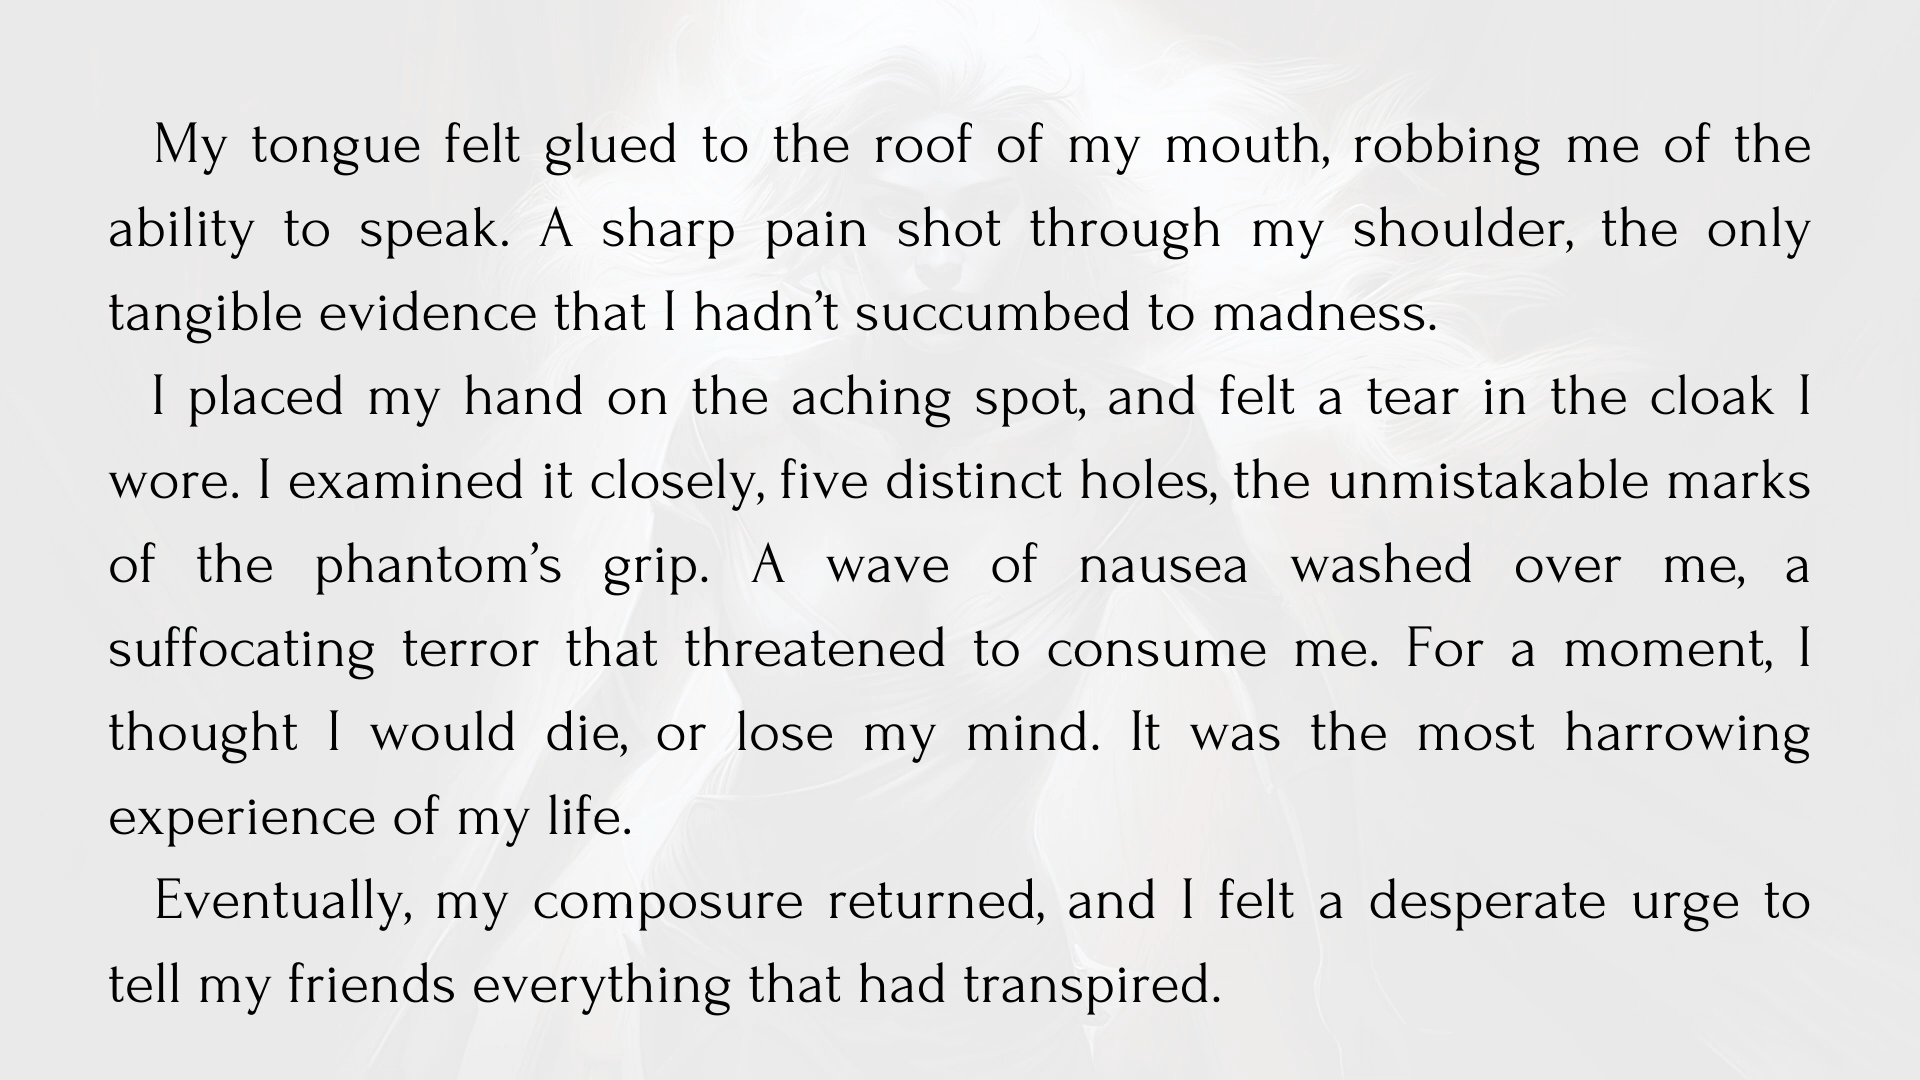 My tongue felt glued to the roof of my mouth, robbing me of the
ability to speak. A sharp pain shot through my shoulder, the only
tangible evidence that I hadn’t succumbed to madness.
I placed my hand on the aching spot, and felt a tear in the cloak I
wore. I examined it closely, five distinct holes, the unmistakable marks
of the phantom’s grip. A wave of nausea washed over me, a
suffocating terror that threatened to consume me. For a moment, I
thought I would die, or lose my mind. It was the most harrowing
experience of my life.
Eventually, my composure returned, and I felt a desperate urge to
tell my friends everything that had transpired.